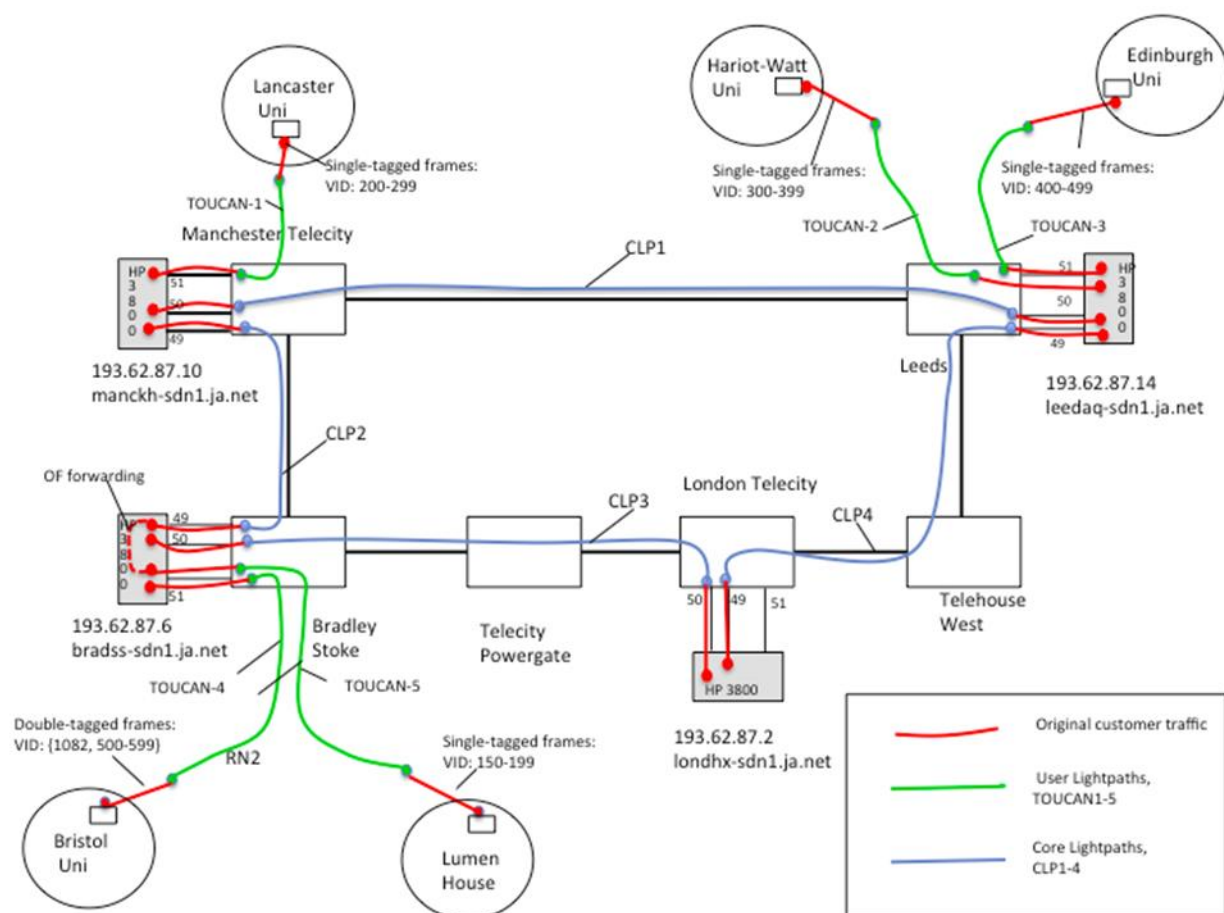 Lancaster
Uni
Single-tagged frames:
VID: 200-299
TOUCAN-1
Manchester Telecity
Hariot-Watt
Uni
Single-tagged frames:
VID: 300-399
TOUCAN-2
Edinburgh
Uni
Single-tagged frames:
VID: 400-499
TOUCAN-3
CLP1
HP
3
8
0
0
51
50
49
193.62.87.10
manckh-sdn1.ja.net
HP
3
8
0
0
51
50
49
Leeds
193.62.87.14
leedaq-sdn1.ja.net
CLP2
OF forwarding
HP
3
8
0
0
49
50
51
193.62.87.6
bradss-sdn1.ja.net
Bradley
Stoke
CLP3
Telecity
Powergate
London Telecity
CLP4
50
49
51
HP 3800
193.62.87.2
londhx-sdn1.ja.net
Telehouse
West
TOUCAN-4
TOUCAN-5
Double-tagged frames:
VID: {1082, 500-599}
RN2
Bristol
Uni
Single-tagged frames:
VID: 150-199
Lumen
House
Original customer traffic
User Lightpaths,
TOUCAN1-5
Core Lightpaths,
CLP1-4